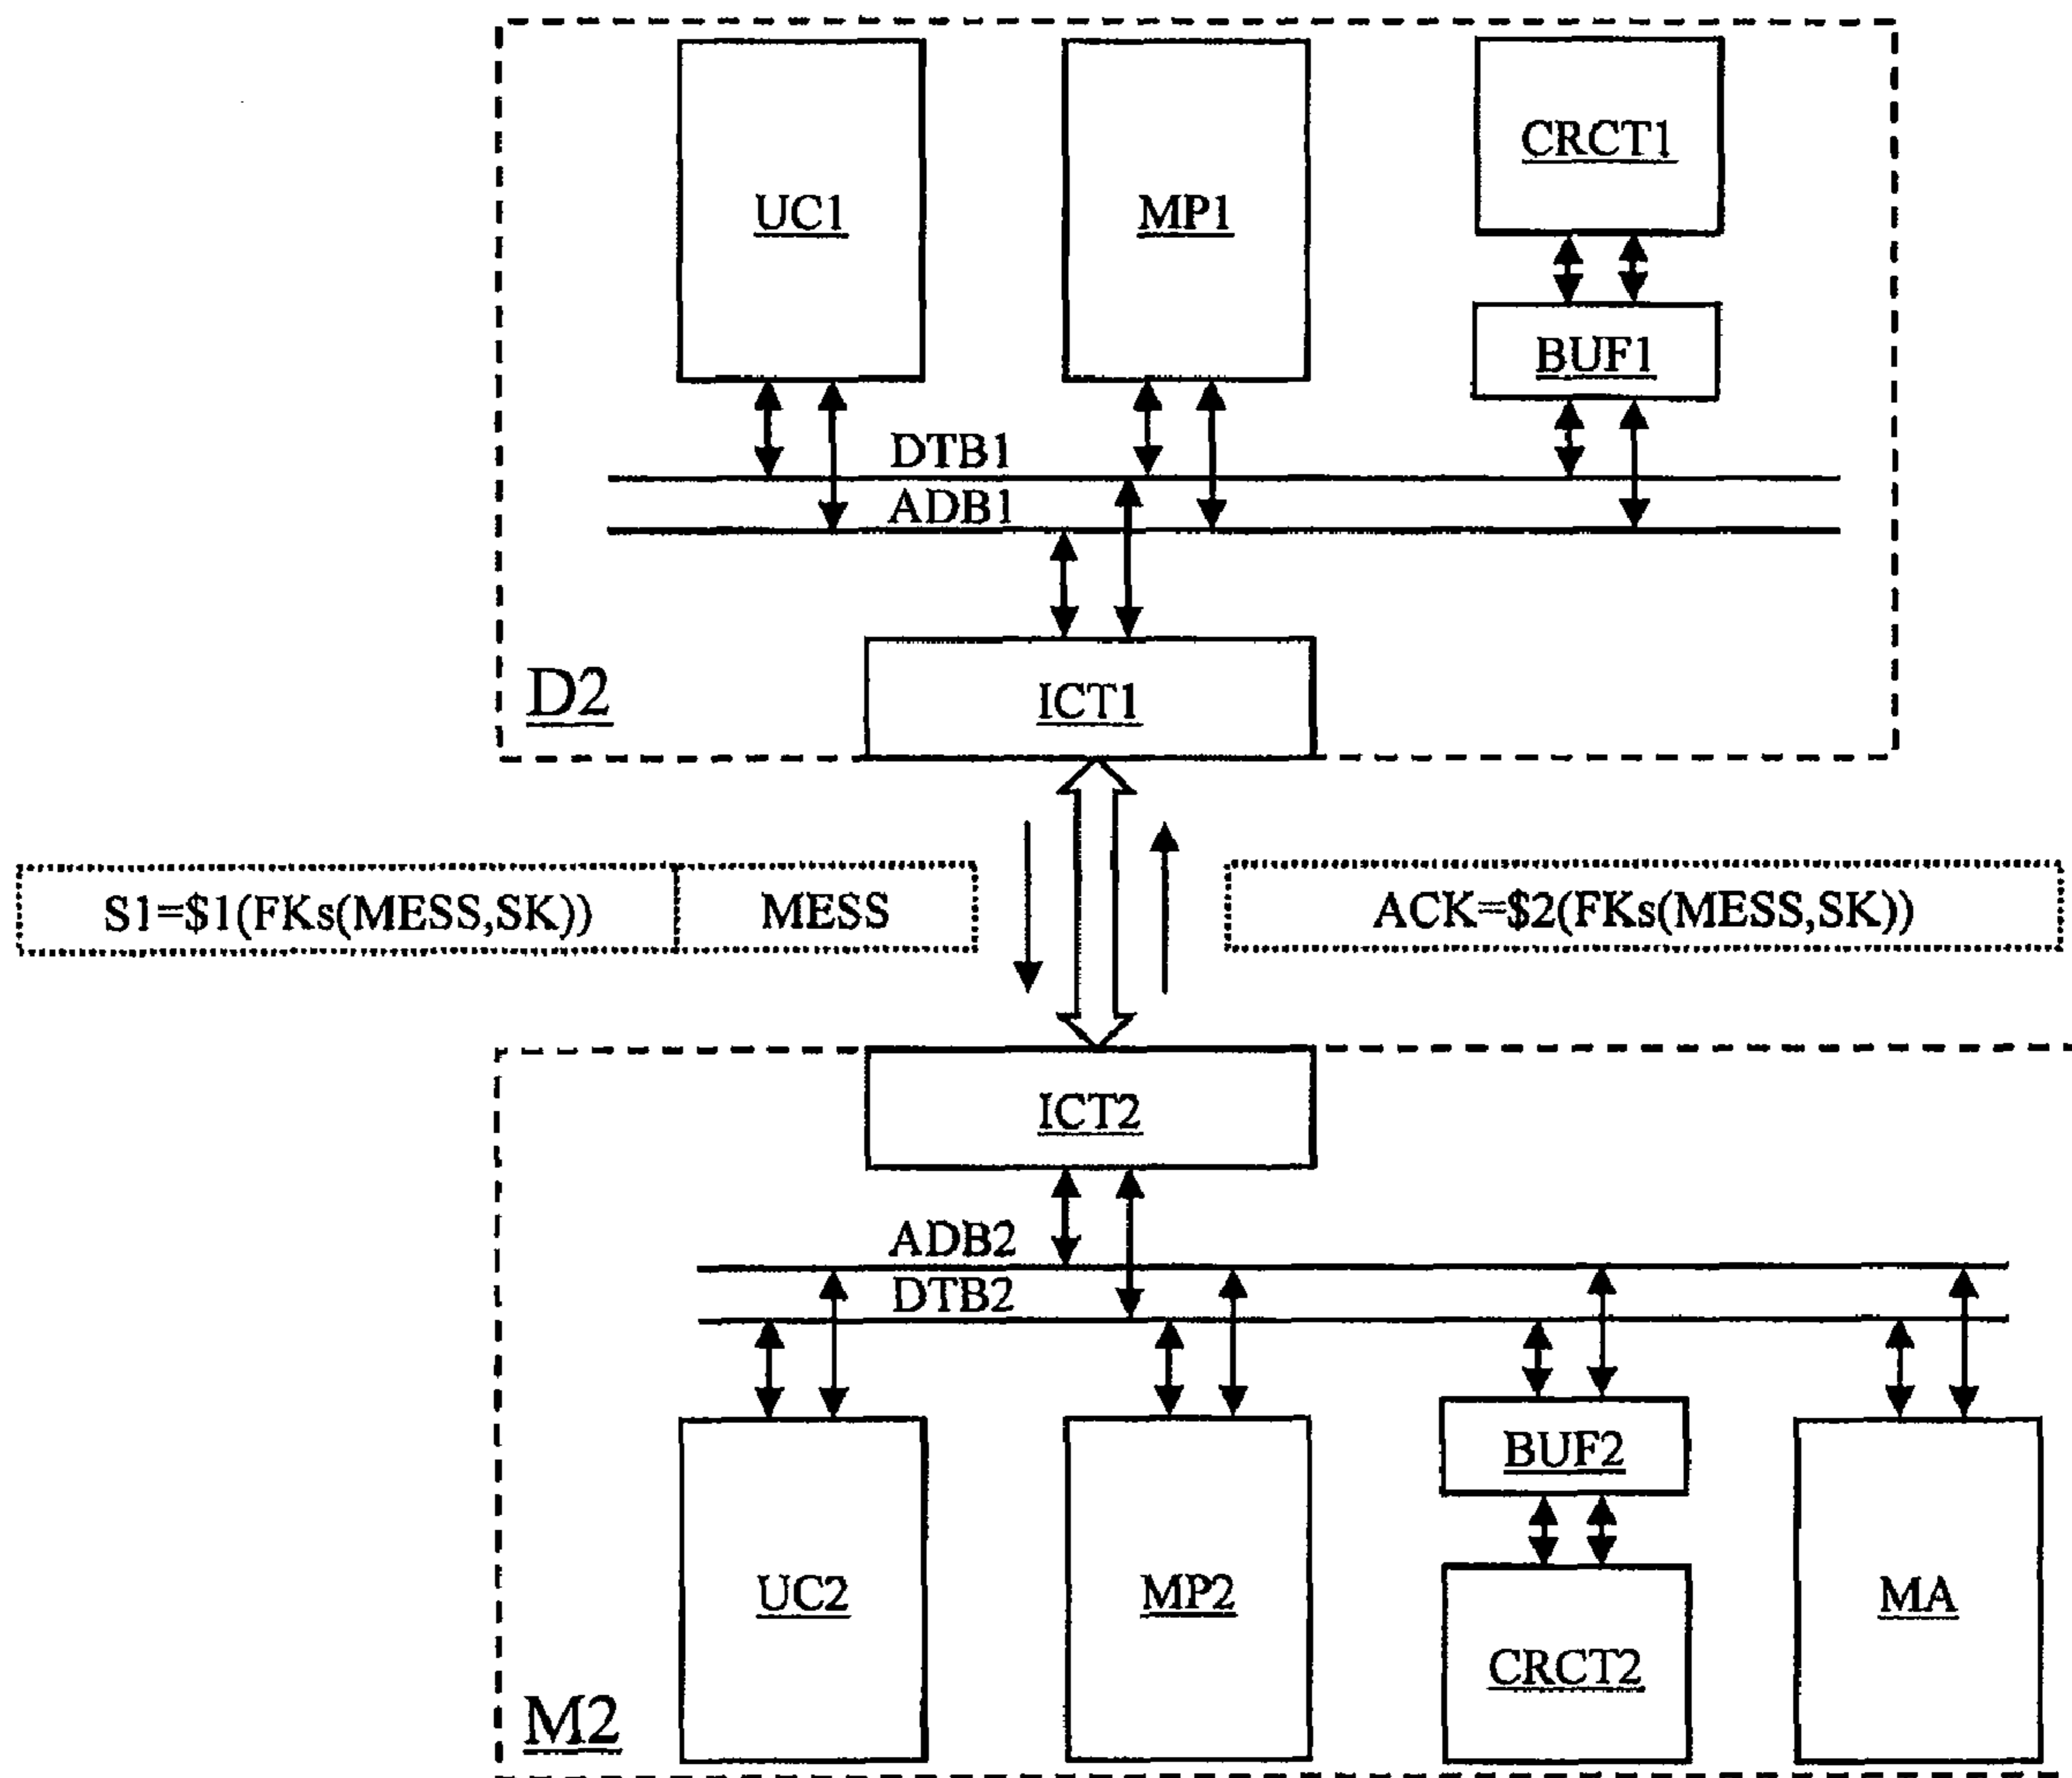 UC1
MP1
CRCT1
BUF1
DTB1
ADB1
D2
ICT1
S1=$1(FKs(MESS,SK))
MESS
ACK=$2(FKs(MESS,SK))
ICT2
ADB2
DTB2
UC2
MP2
BUF2
CRCT2
MA
M2